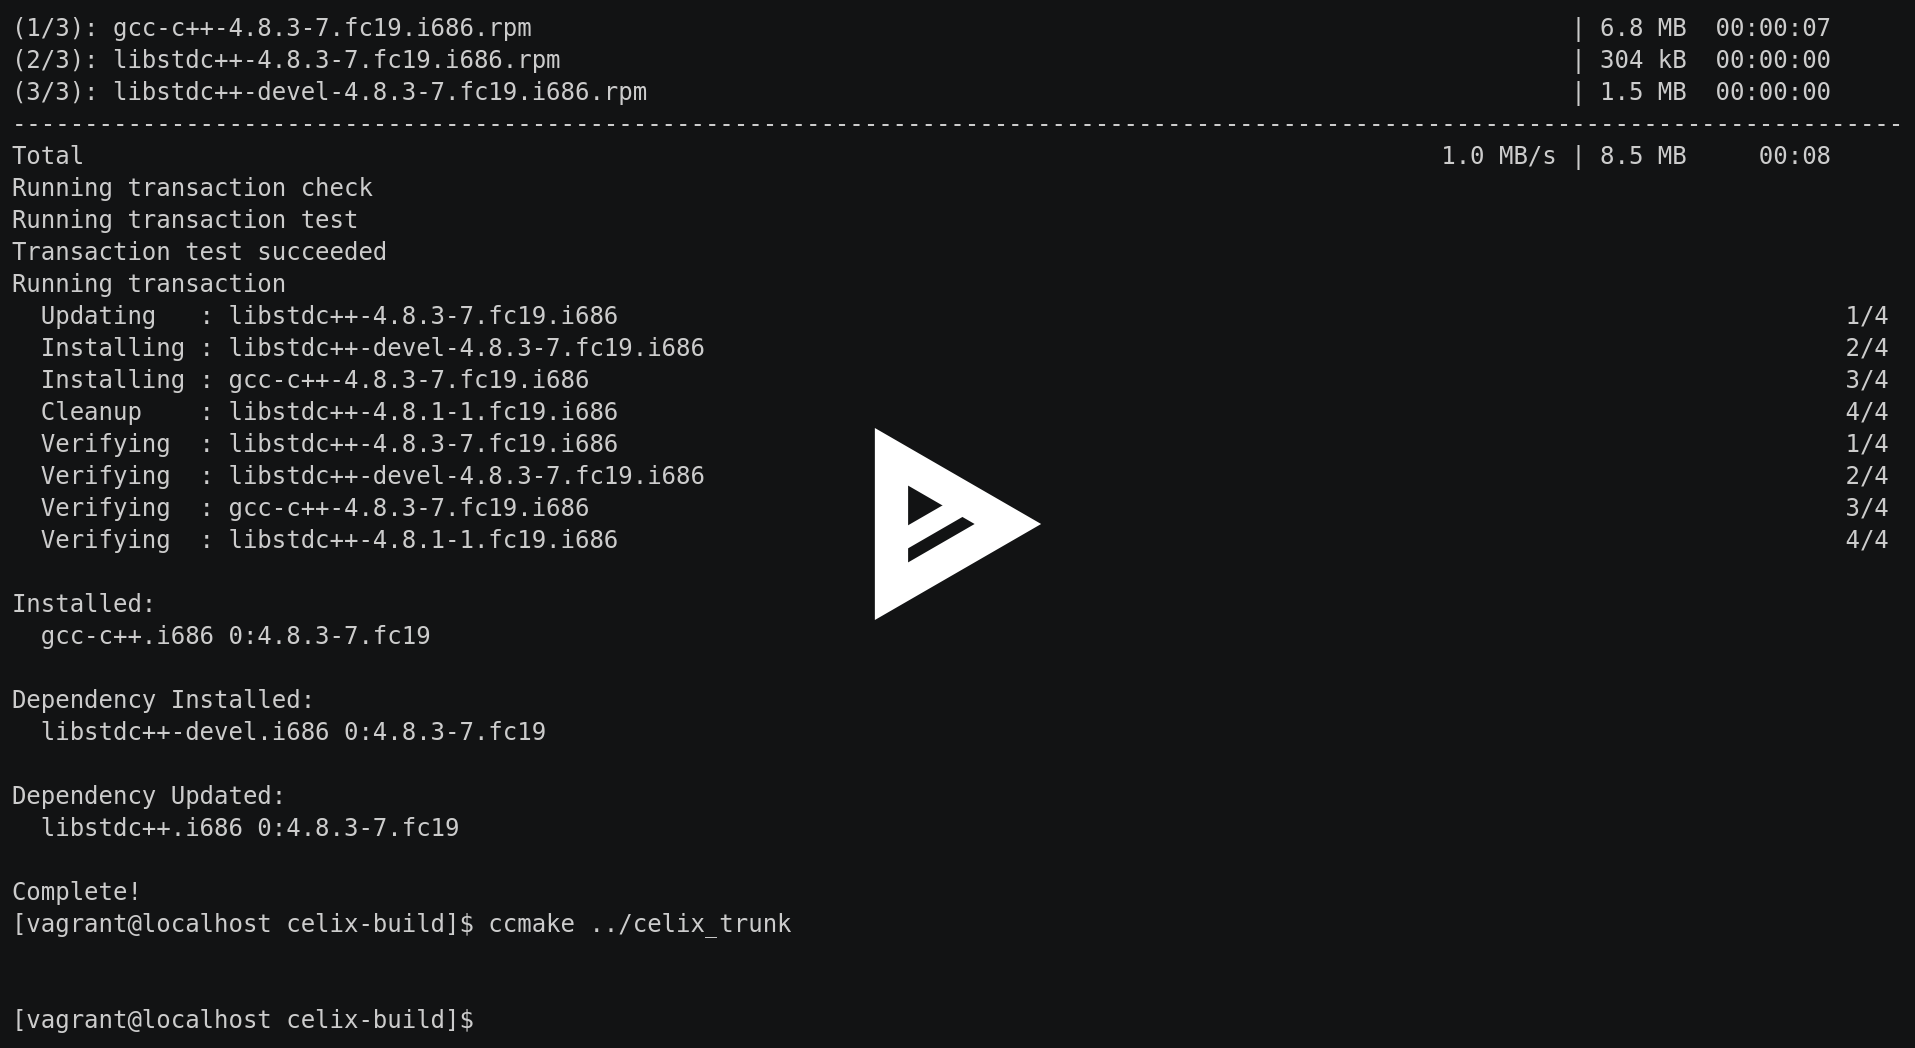 (1/3): gcc-c++-4.8.3-7.fc19.i686.rpm | 6.8 MB 00:00:07
(2/3): libstdc++-4.8.3-7.fc19.i686.rpm | 304 kB 00:00:00
(3/3): libstdc++-devel-4.8.3-7.fc19.i686.rpm | 1.5 MB 00:00:00
-----------------------------------------------------------------------------------------------------------------------------------
Total 1.0 MB/s | 8.5 MB 00:08
Running transaction check
Running transaction test
Transaction test succeeded
Running transaction
Updating : libstdc++-4.8.3-7.fc19.i686 1/4
Installing : libstdc++-devel-4.8.3-7.fc19.i686 2/4
Installing : gcc-c++-4.8.3-7.fc19.i686 3/4
Cleanup : libstdc++-4.8.1-1.fc19.i686 4/4
Verifying : libstdc++-4.8.3-7.fc19.i686 1/4
Verifying : libstdc++-devel-4.8.3-7.fc19.i686 2/4
Verifying : gcc-c++-4.8.3-7.fc19.i686 3/4
Verifying : libstdc++-4.8.1-1.fc19.i686 4/4
Installed:
gcc-c++.i686 0:4.8.3-7.fc19
Dependency Installed:
libstdc++-devel.i686 0:4.8.3-7.fc19
Dependency Updated:
libstdc++.i686 0:4.8.3-7.fc19
Complete!
[vagrant@localhost celix-build]$ ccmake ../celix_trunk
[vagrant@localhost celix-build]$